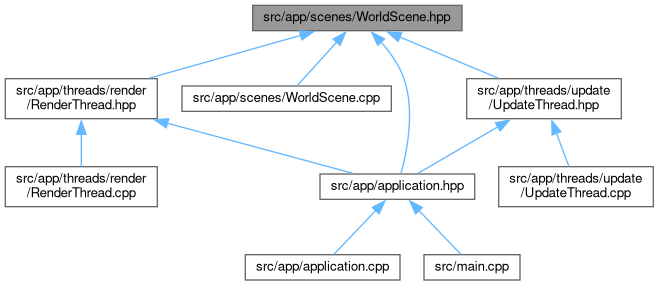 src/app/scenes/WorldScene.hpp
src/app/threads/render
/RenderThread.hpp
src/app/scenes/WorldScene.cpp
src/app/threads/update
/UpdateThread.hpp
src/app/threads/render
/RenderThread.cpp
src/app/application.hpp
src/app/threads/update
/UpdateThread.cpp
src/app/application.cpp
src/main.cpp